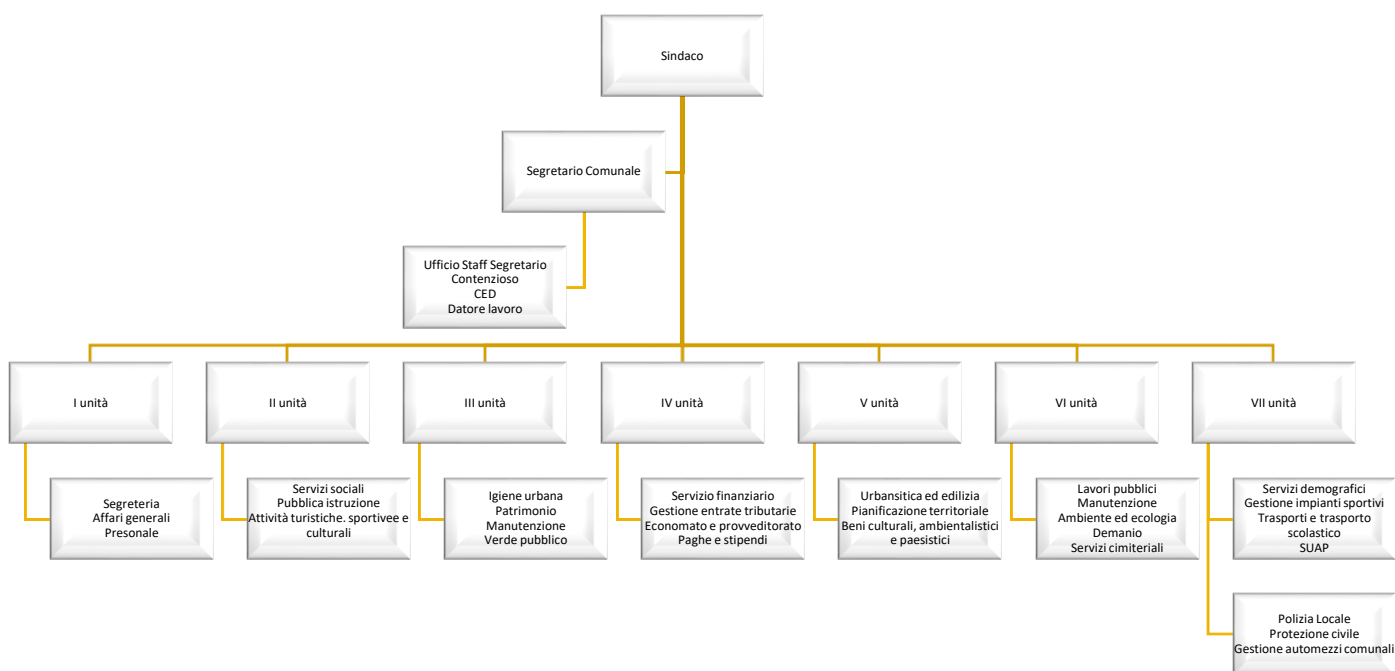 Sindaco
Segretario Comunale
Ufficio Staff Segretario
Contenzioso
CED
Datore lavoro
I unità
II unità
III unità
IV unità
V unità
VI unità
VII unità
Segreteria
Affari generali
Presonale
Servizi sociali
Pubblica istruzione
Attività turistiche. sportivee e
culturali
Igiene urbana
Patrimonio
Manutenzione
Verde pubblico
Servizio finanziario
Gestione entrate tributarie
Economato e provveditorato
Paghe e stipendi
Urbansitica ed edilizia
Pianificazione territoriale
Beni culturali, ambientalistici
e paesistici
Lavori pubblici
Manutenzione
Ambiente ed ecologia
Demanio
Servizi cimiteriali
Servizi demografici
Gestione impianti sportivi
Trasporti e trasporto
scolastico
SUAP
Polizia Locale
Protezione civile
Gestione automezzi comunali